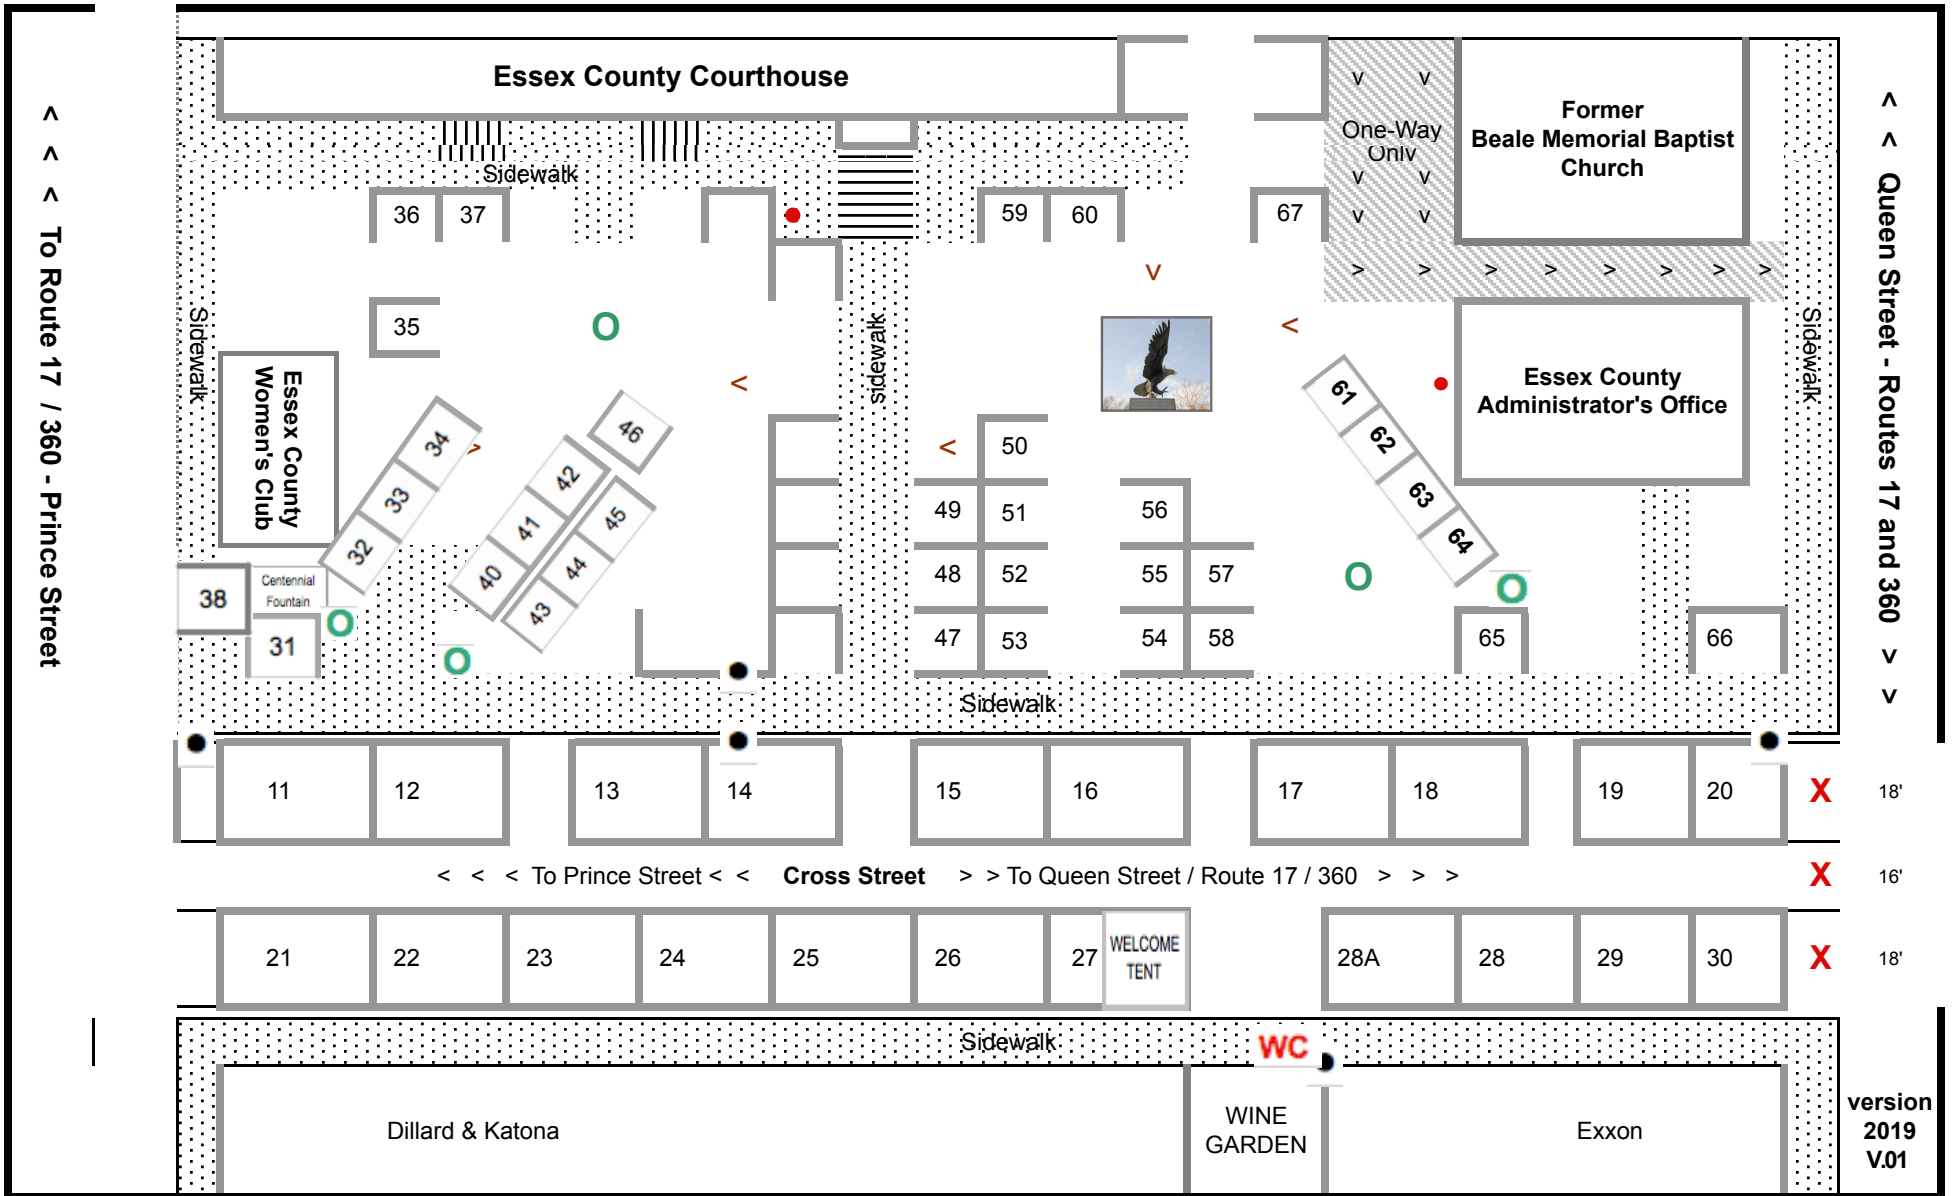 Essex County Courthouse
Former
Beale Memorial Baptist
Church
One-Way
Only
v v
v v
v v
> > > > > > > >
Sidewalk
36
37
59
60
67
v
<
35
O
Sidewalk
sidewalk
Sidewalk
< < < < To Route 17 / 360 - Prince Street
< < Queen Street - Routes 17 and 360 > >
Essex County
Women's Club
Essex County
Administrator's Office
<
>
<
34
33
32
46
42
41
40
45
44
43
50
49
51
48
52
47
53
56
55
57
54
58
61
62
63
64
O
O
65
66
38
Centennial
Fountain
31
O
O
Sidewalk
11
12
13
14
15
16
17
18
19
20
X
18'
< < < To Prince Street < < Cross Street > > To Queen Street / Route 17 / 360 > > >
X
16'
21
22
23
24
25
26
27
WELCOME
TENT
28A
28
29
30
X
18'
Sidewalk
WC
Dillard & Katona
WINE
GARDEN
Exxon
version
2019
V.01